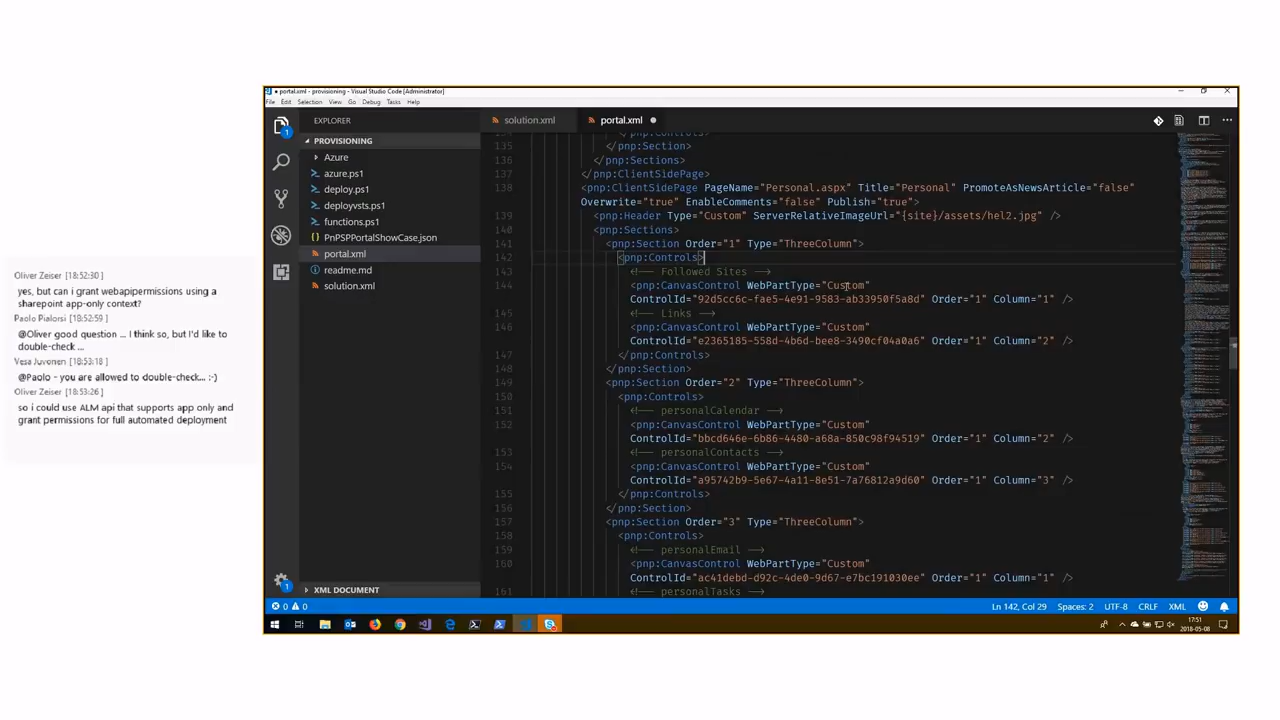 Oliver Zeiser [18:52:30]
yes, but can i grant webapipermissions using a
sharepoint app-only context?
Paolo Pialorsi [18:52:59]
@Oliver good question ... I think so, but I'd like to
double-check ...
Vesa Juvonen [18:53:18]
@Paolo - you are allowed to double-check... :-)
Oliver Zeiser [18:53:26]
so i could use ALM api that supports app only and
grant permissions for full automated deployment
● portal.xml - provisioning - Visual Studio Code [Administrator]
File Edit Selection View Go Debug Tasks Help
EXPLORER
PROVISIONING
Azure
azure.ps1
deploy.ps1
deployvsts.ps1
functions.ps1
PnPSPPortalShowCase.json
portal.xml
readme.md
solution.xml
XML DOCUMENT
1
1
solution.xml portal.xml
134 </pnp:Controls>
135 </pnp:Section>
136 </pnp:Sections>
137 </pnp:ClientSidePage>
138 <pnp:ClientSidePage PageName="Personal.aspx" Title="Personal" PromoteAsNewsArticle="false"
Overwrite="true" EnableComments="false" Publish="true">
139 <pnp:Header Type="Custom" ServerRelativeImageUrl="{site}/assets/hel2.jpg" />
140 <pnp:Sections>
141 <pnp:Section Order="1" Type="ThreeColumn">
142 <pnp:Controls>
143 <!-- Followed Sites -->
144 <pnp:CanvasControl WebPartType="Custom"
ControlId="92d5cc6c-fae5-4e91-9583-ab33950f5a8d" Order="1" Column="1" />
145 <!-- Links -->
146 <pnp:CanvasControl WebPartType="Custom"
ControlId="e2365185-558d-4b6d-bee8-3490cf04a0a6" Order="1" Column="2" />
147 </pnp:Controls>
148 </pnp:Section>
149 <pnp:Section Order="2" Type="ThreeColumn">
150 <pnp:Controls>
151 <!-- personalCalendar -->
152 <pnp:CanvasControl WebPartType="Custom"
ControlId="bbcd646e-6b86-4480-a68a-850c98f94519" Order="1" Column="2" />
153 <!-- personalContacts -->
154 <pnp:CanvasControl WebPartType="Custom"
ControlId="a95742b9-5e67-4a11-8e51-7a76812a9d60" Order="1" Column="3" />
155 </pnp:Controls>
156 </pnp:Section>
157 <pnp:Section Order="3" Type="ThreeColumn">
158 <pnp:Controls>
159 <!-- personalEmail -->
160 <pnp:CanvasControl WebPartType="Custom"
ControlId="ac41debd-d92c-4de0-9d67-e7bc191030ee" Order="1" Column="1" />
161 <!-- personalTasks -->
0 0 Ln 142, Col 29 Spaces: 2 UTF-8 CRLF XML
17:51
2018-05-08